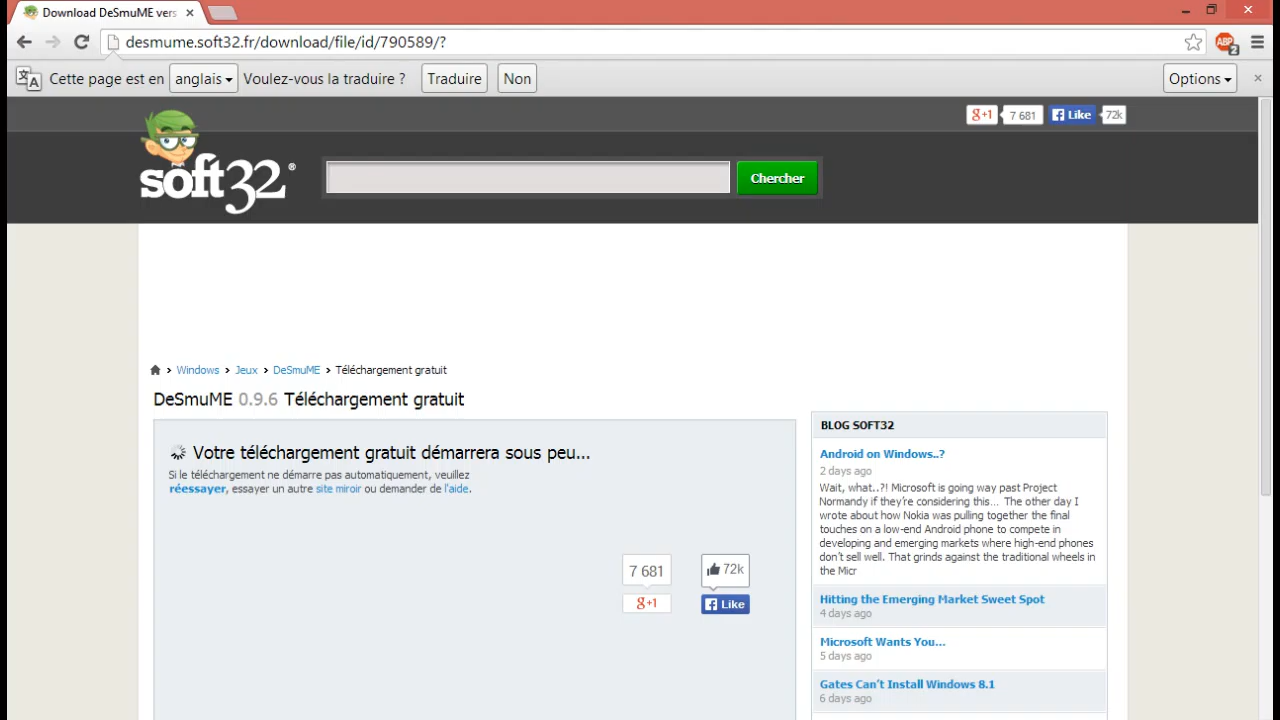 Download DeSmuME vers
desmume.soft32.fr/download/file/id/790589/?
ABP
2
Cette page est en anglais Voulez-vous la traduire ? Traduire Non Options
g+1 7 681 Like 72k
soft32®
Chercher
Windows › Jeux › DeSmuME › Téléchargement gratuit
DeSmuME 0.9.6 Téléchargement gratuit
Votre téléchargement gratuit démarrera sous peu...
Si le téléchargement ne démarre pas automatiquement, veuillez
réessayer, essayer un autre site miroir ou demander de l'aide.
7 681 72k
g+1 Like
BLOG SOFT32
Android on Windows..?
2 days ago
Wait, what..?! Microsoft is going way past Project
Normandy if they're considering this... The other day I
wrote about how Nokia was pulling together the final
touches on a low-end Android phone to compete in
developing and emerging markets where high-end phones
don't sell well. That grinds against the traditional wheels in
the Micr
Hitting the Emerging Market Sweet Spot
4 days ago
Microsoft Wants You...
5 days ago
Gates Can't Install Windows 8.1
6 days ago